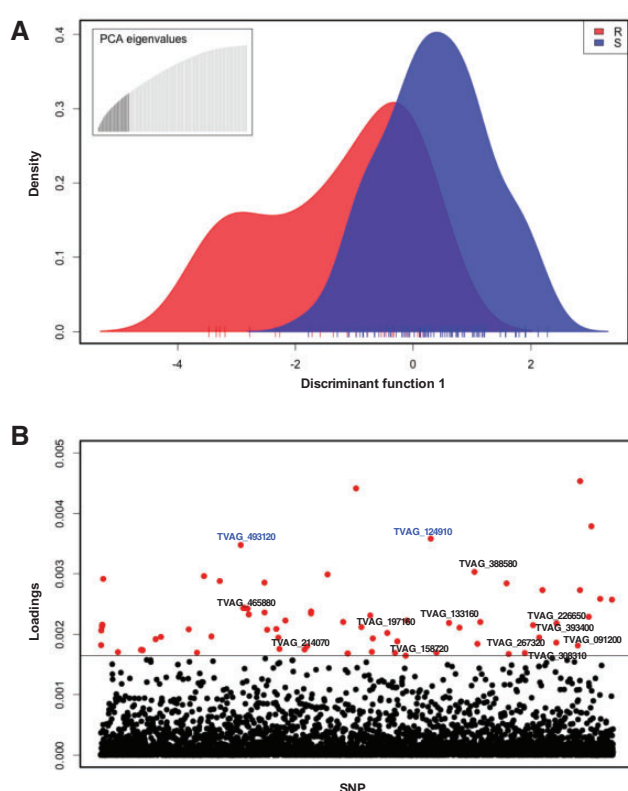 A
PCA eigenvalues
R
S
0.4
0.3
0.2
0.1
0.0
Density
-4
-2
0
2
Discriminant function 1
B
0.005
0.004
0.003
0.002
0.001
0.000
Loadings
TVAG_493120
TVAG_124910
TVAG_388580
TVAG_465880
TVAG_197160
TVAG_133160
TVAG_226650
TVAG_393400
TVAG_214070
TVAG_158720
TVAG_267320
TVAG_091200
TVAG_308310
SNP